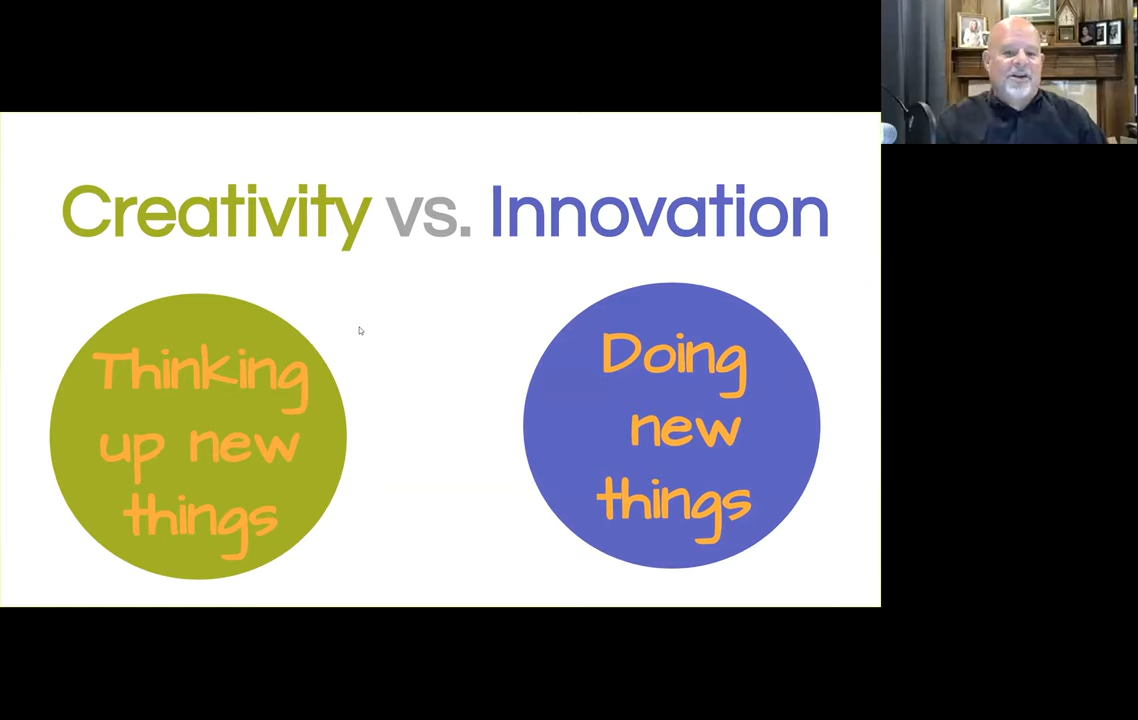 Creativity vs. Innovation
Thinking
up new
things
Doing
new
things